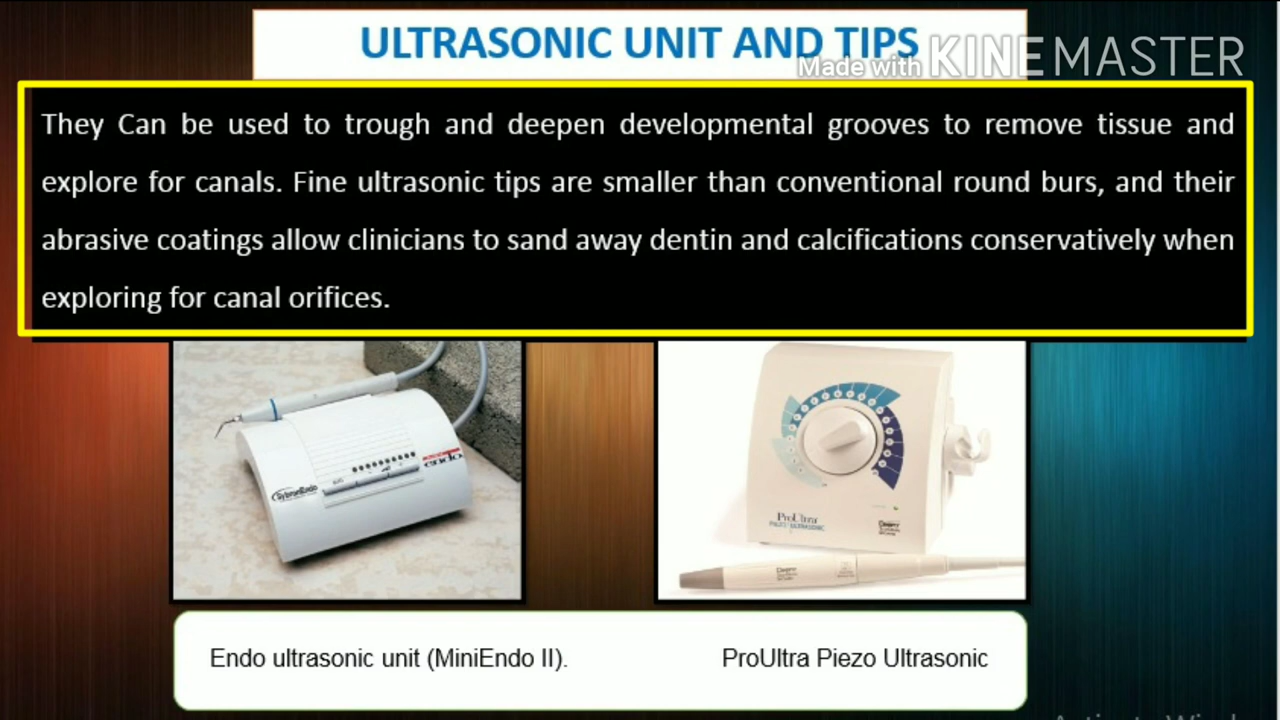 ULTRASONIC UNIT AND TIPS
Made with KINEMASTER
They Can be used to trough and deepen developmental grooves to remove tissue and
explore for canals. Fine ultrasonic tips are smaller than conventional round burs, and their
abrasive coatings allow clinicians to sand away dentin and calcifications conservatively when
exploring for canal orifices.
endo
SybronEndo
ProUltra
PIEZO ULTRASONIC
Endo ultrasonic unit (MiniEndo II).
ProUltra Piezo Ultrasonic